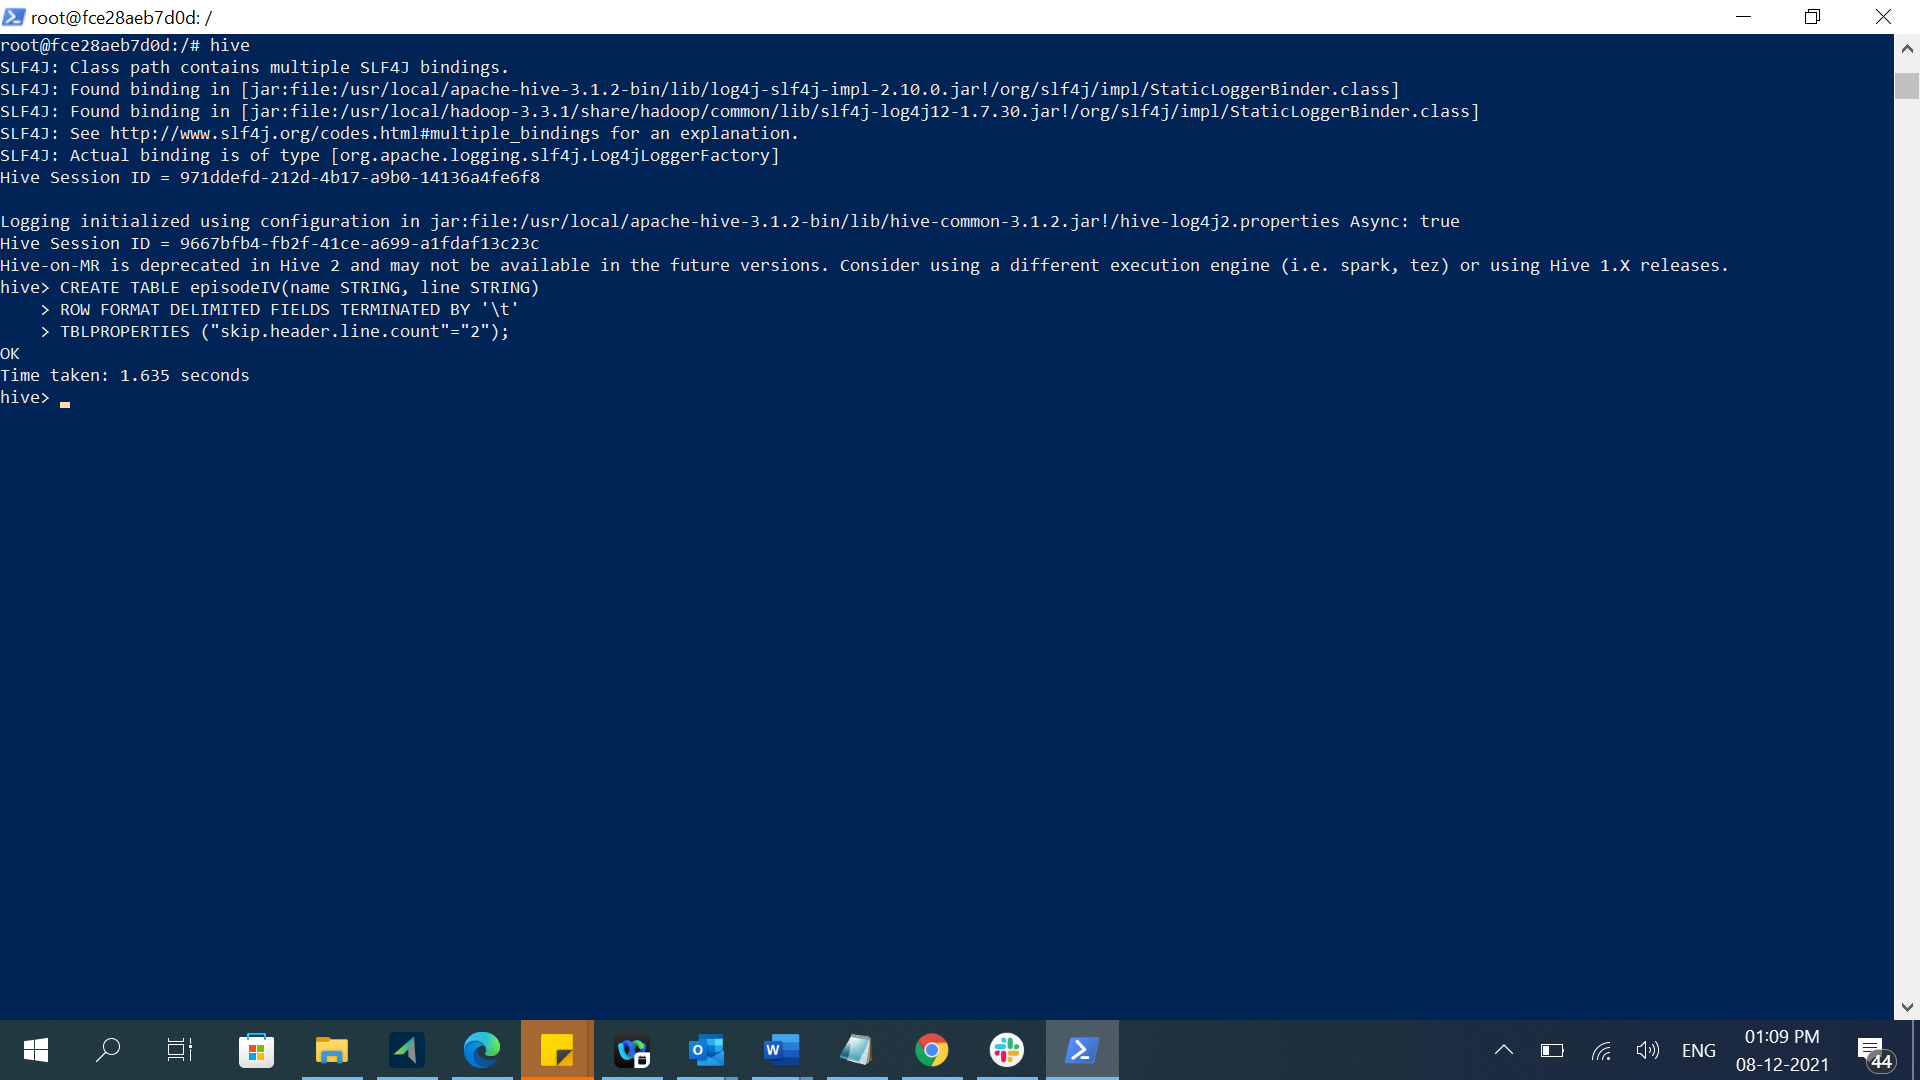 root@fce28aeb7d0d: /
root@fce28aeb7d0d:/# hive
SLF4J: Class path contains multiple SLF4J bindings.
SLF4J: Found binding in [jar:file:/usr/local/apache-hive-3.1.2-bin/lib/log4j-slf4j-impl-2.10.0.jar!/org/slf4j/impl/StaticLoggerBinder.class]
SLF4J: Found binding in [jar:file:/usr/local/hadoop-3.3.1/share/hadoop/common/lib/slf4j-log4j12-1.7.30.jar!/org/slf4j/impl/StaticLoggerBinder.class]
SLF4J: See http://www.slf4j.org/codes.html#multiple_bindings for an explanation.
SLF4J: Actual binding is of type [org.apache.logging.slf4j.Log4jLoggerFactory]
Hive Session ID = 971ddefd-212d-4b17-a9b0-14136a4fe6f8
Logging initialized using configuration in jar:file:/usr/local/apache-hive-3.1.2-bin/lib/hive-common-3.1.2.jar!/hive-log4j2.properties Async: true
Hive Session ID = 9667bfb4-fb2f-41ce-a699-a1fdaf13c23c
Hive-on-MR is deprecated in Hive 2 and may not be available in the future versions. Consider using a different execution engine (i.e. spark, tez) or using Hive 1.X releases.
hive> CREATE TABLE episodeIV(name STRING, line STRING)
    > ROW FORMAT DELIMITED FIELDS TERMINATED BY '\t'
    > TBLPROPERTIES ("skip.header.line.count"="2");
OK
Time taken: 1.635 seconds
hive>
ENG
01:09 PM
08-12-2021
44